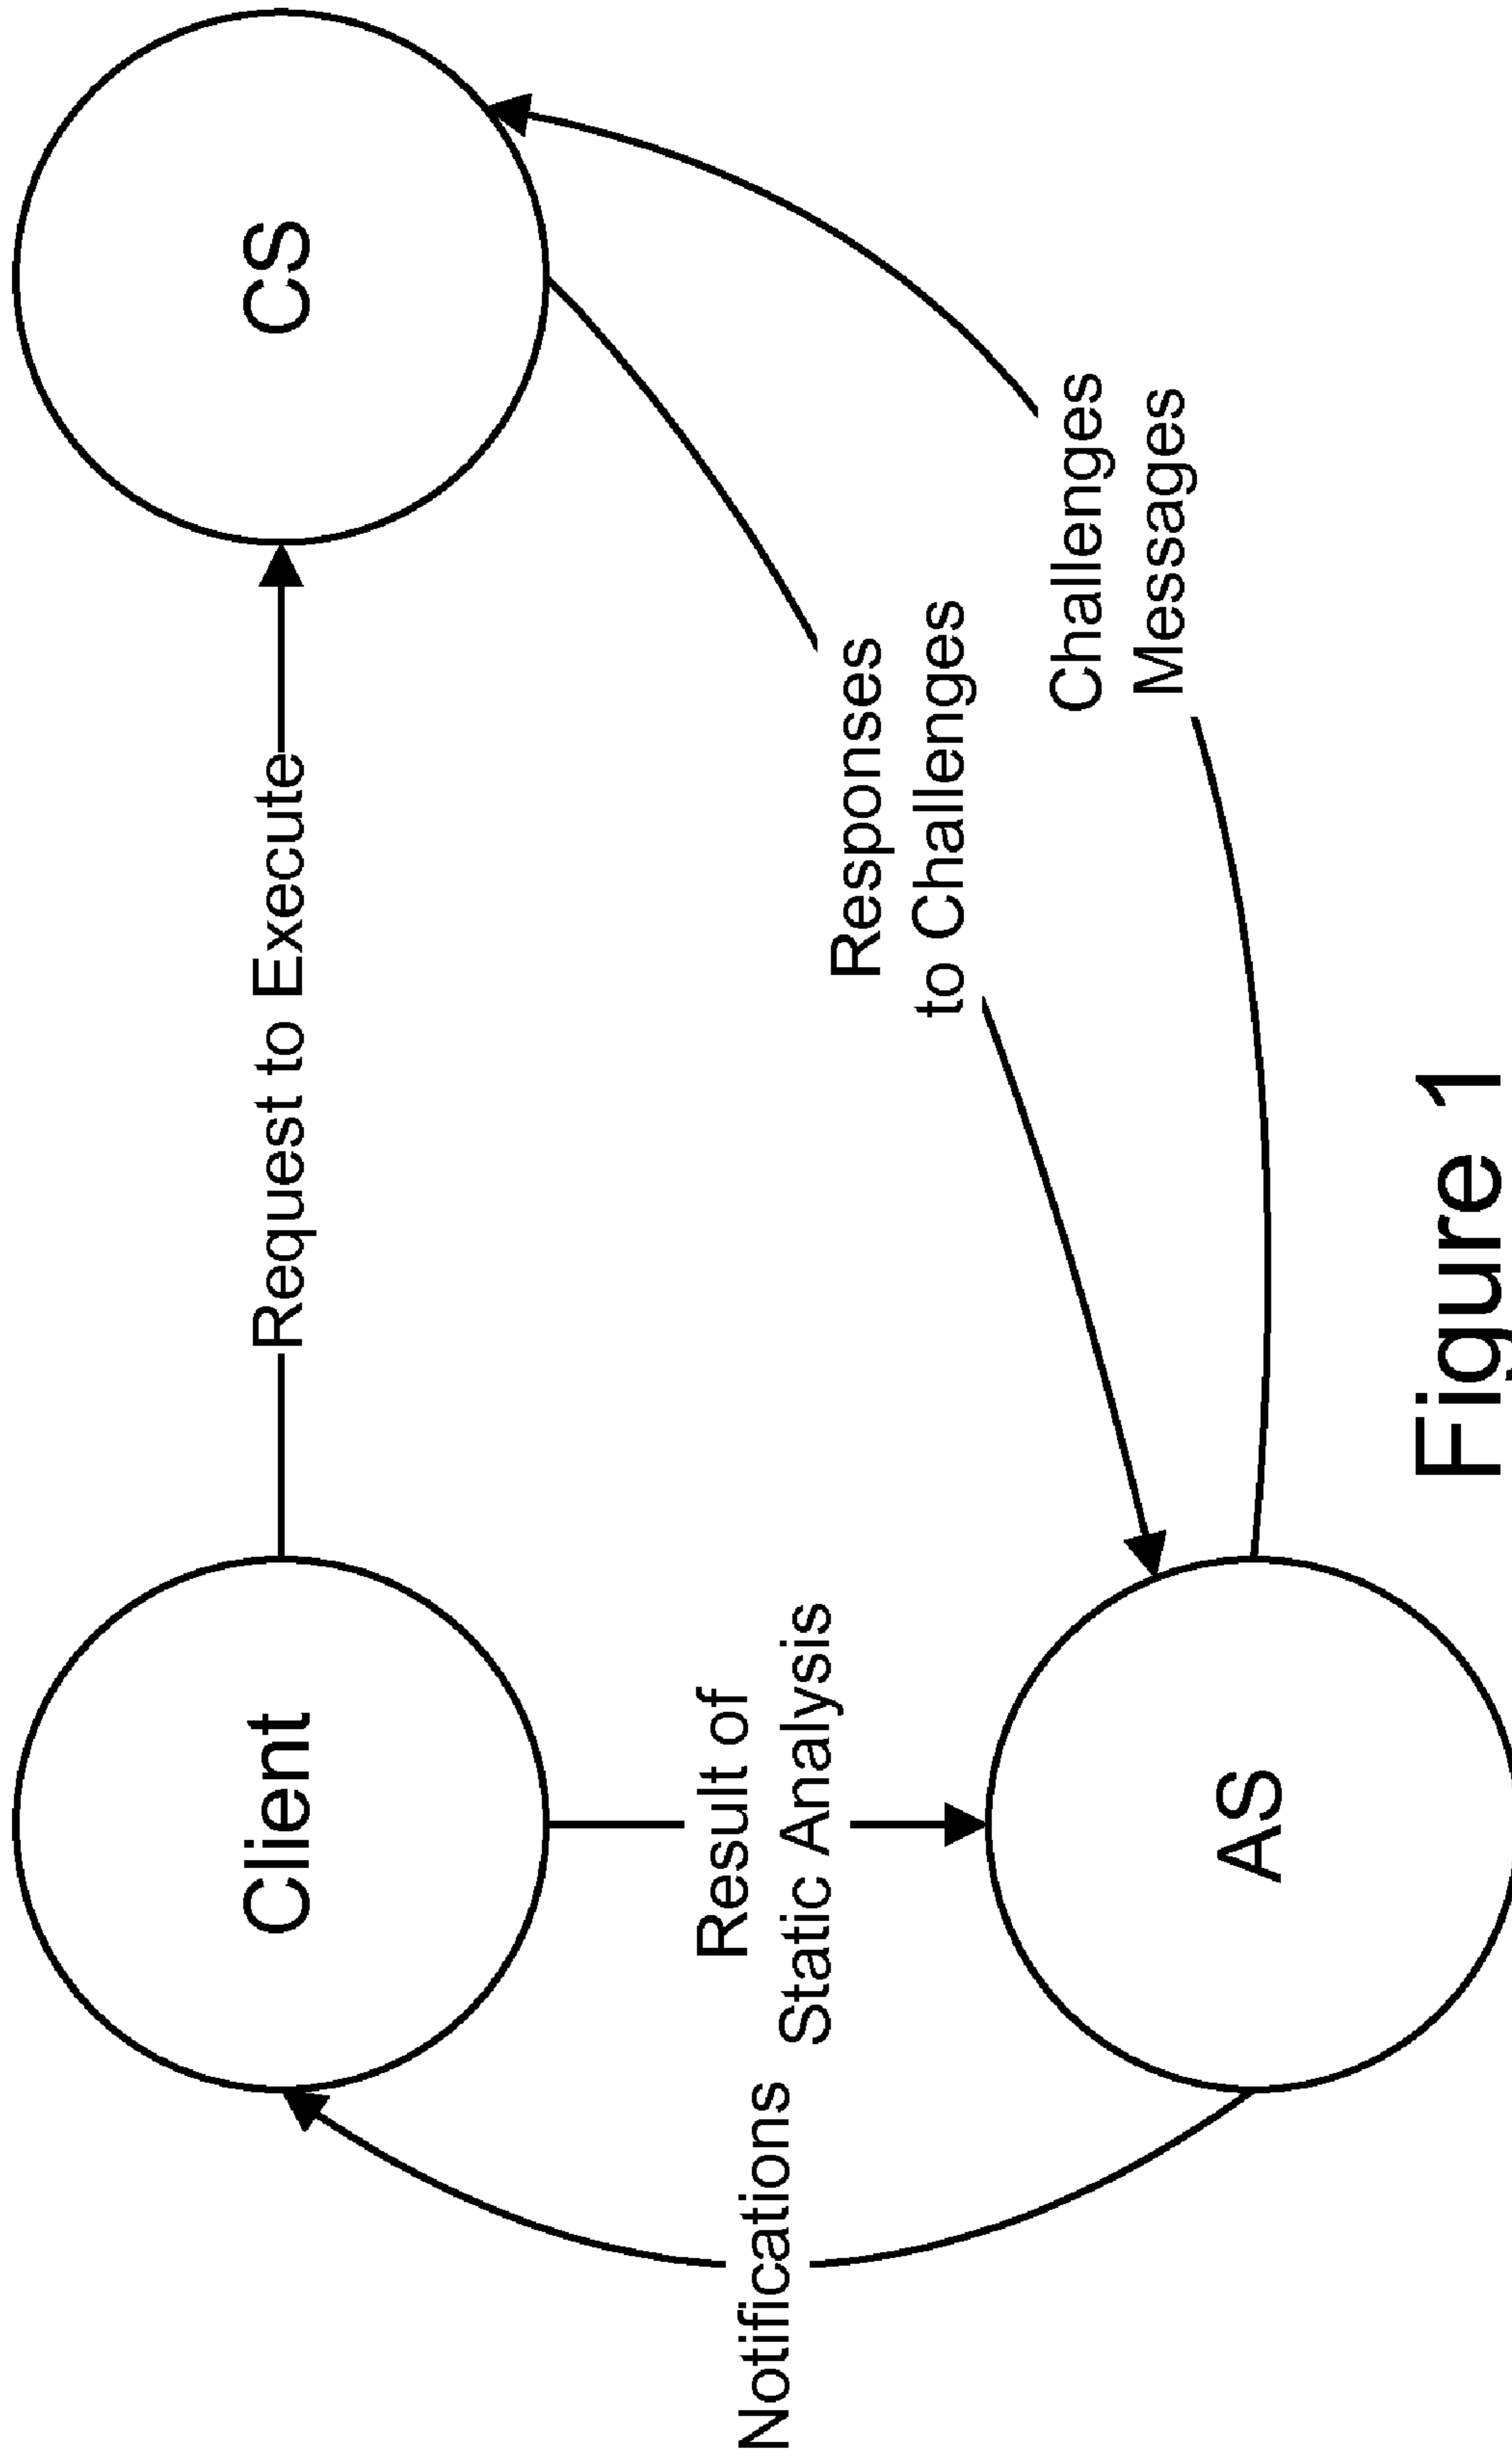 Client
Request to Execute
CS
Notifications
Result of
Static Analysis
Responses
to Challenges
Challenges
Messages
AS
Figure 1